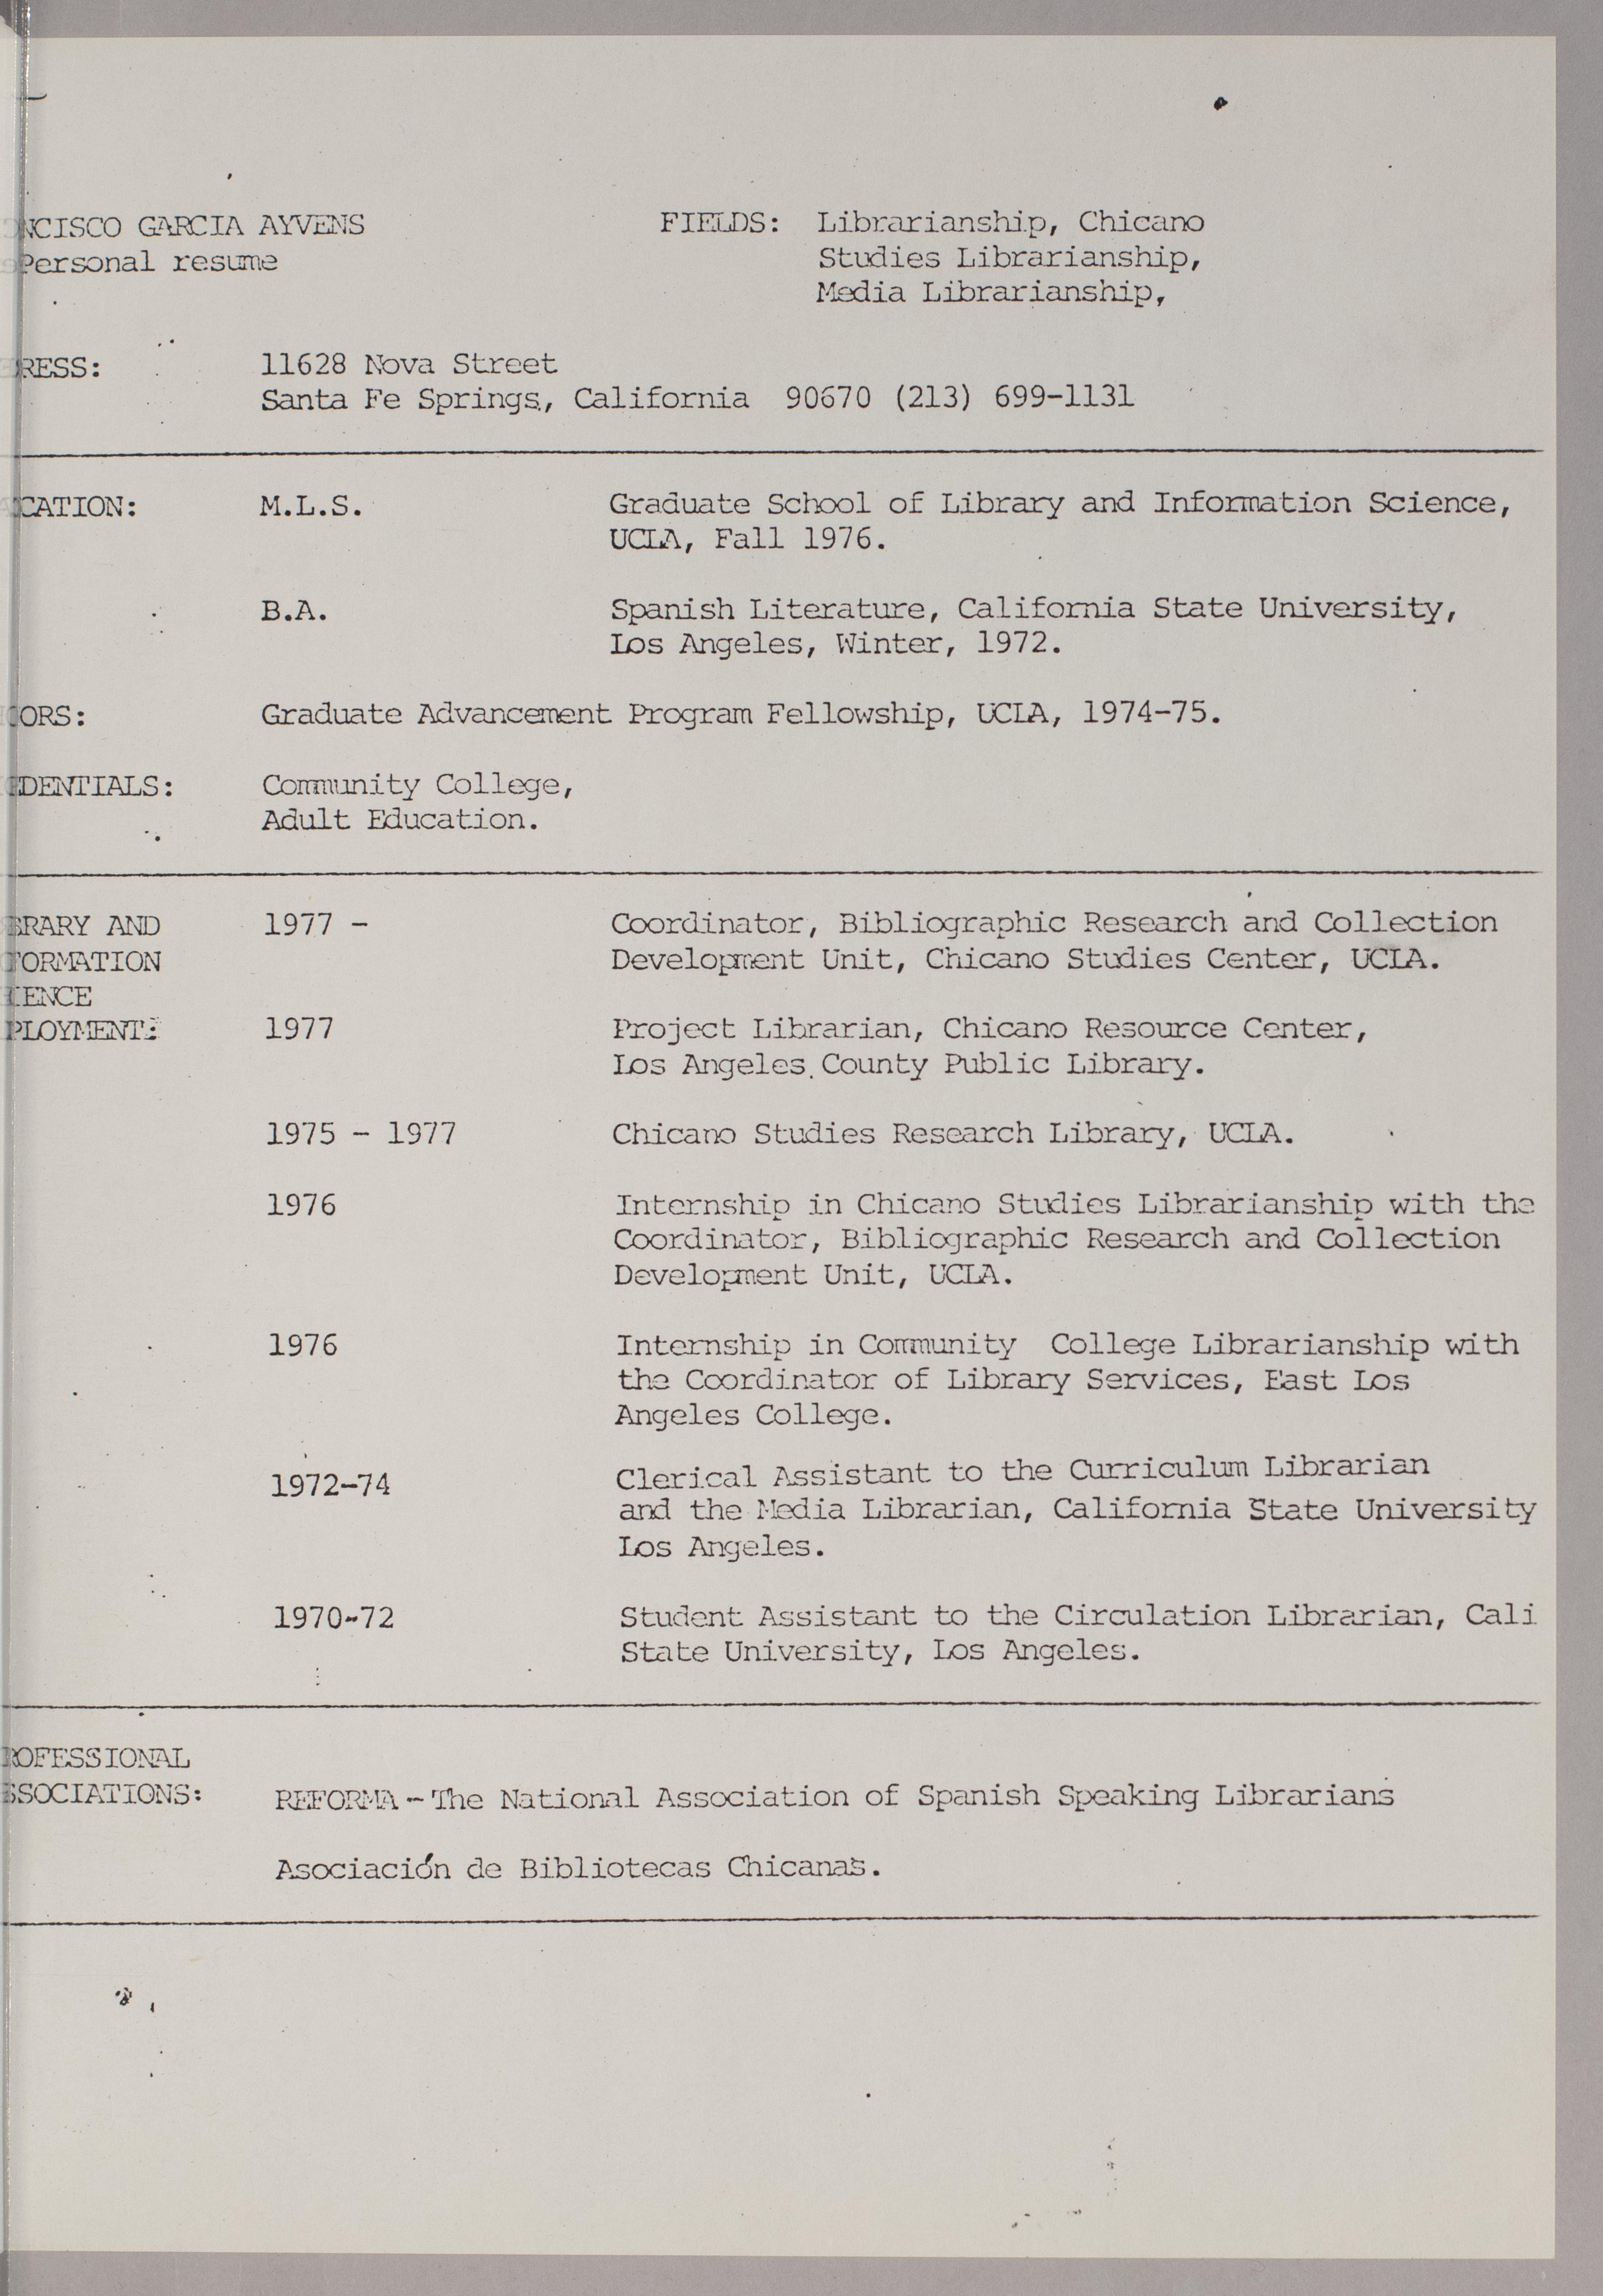 NCISCO GARCIA AYVENS
Personal resume
FIELDS: Librarianship, Chicano
Studies Librarianship,
Media Librarianship,
RESS: 11628 Nova Street
Santa Fe Springs, California 90670 (213) 699-1131
CATION: M.L.S. Graduate School of Library and Information Science,
UCLA, Fall 1976.
B.A. Spanish Literature, California State University,
Los Angeles, Winter, 1972.
ORS: Graduate Advancement Program Fellowship, UCLA, 1974-75.
DENTIALS: Community College,
Adult Education.
BRARY AND 1977 - Coordinator, Bibliographic Research and Collection
FORMATION Development Unit, Chicano Studies Center, UCLA.
IENCE
PLOYMENT: 1977 Project Librarian, Chicano Resource Center,
Los Angeles County Public Library.
1975 - 1977 Chicano Studies Research Library, UCLA.
1976 Internship in Chicano Studies Librarianship with the
Coordinator, Bibliographic Research and Collection
Development Unit, UCLA.
1976 Internship in Community College Librarianship with
the Coordinator of Library Services, East Los
Angeles College.
1972-74 Clerical Assistant to the Curriculum Librarian
and the Media Librarian, California State University
Los Angeles.
1970-72 Student Assistant to the Circulation Librarian, Cali
State University, Los Angeles.
ROFESSIONAL
SSOCIATIONS: REFORMA - The National Association of Spanish Speaking Librarians
Asociación de Bibliotecas Chicanas.